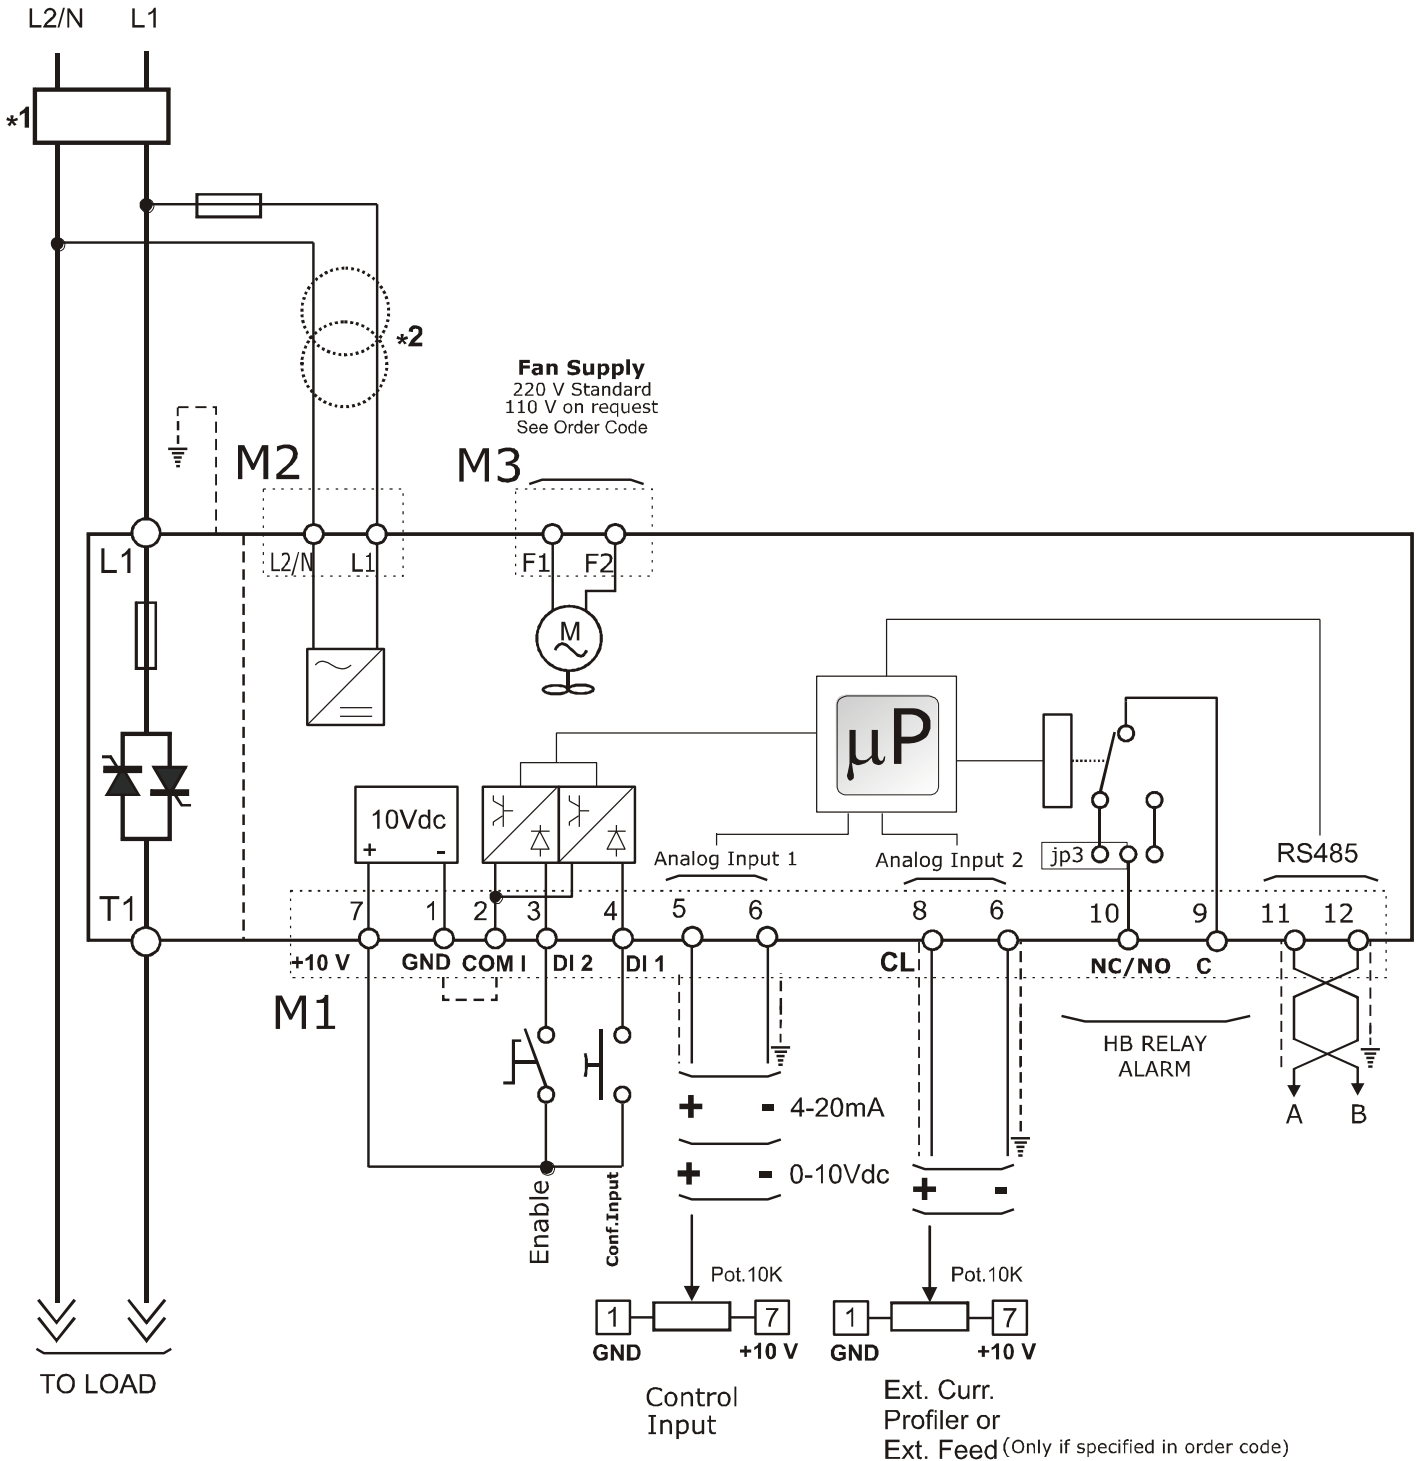 L2/N L1
*1
*2
Fan Supply
220 V Standard
110 V on request
See Order Code
M2 M3
L1 L2/N L1 F1 F2
M
µP
10Vdc
+ -
Analog Input 1 Analog Input 2 jp3 RS485
T1 7 1 2 3 4 5 6 8 6 10 9 11 12
+10 V GND COM I DI 2 DI 1 CL NC/NO C
M1
HB RELAY
ALARM
+ - 4-20mA
A B
+ - 0-10Vdc
+ -
Enable
Conf.Input
Pot.10K Pot.10K
1 7 1 7
GND +10 V GND +10 V
TO LOAD
Control
Input
Ext. Curr.
Profiler or
Ext. Feed (Only if specified in order code)